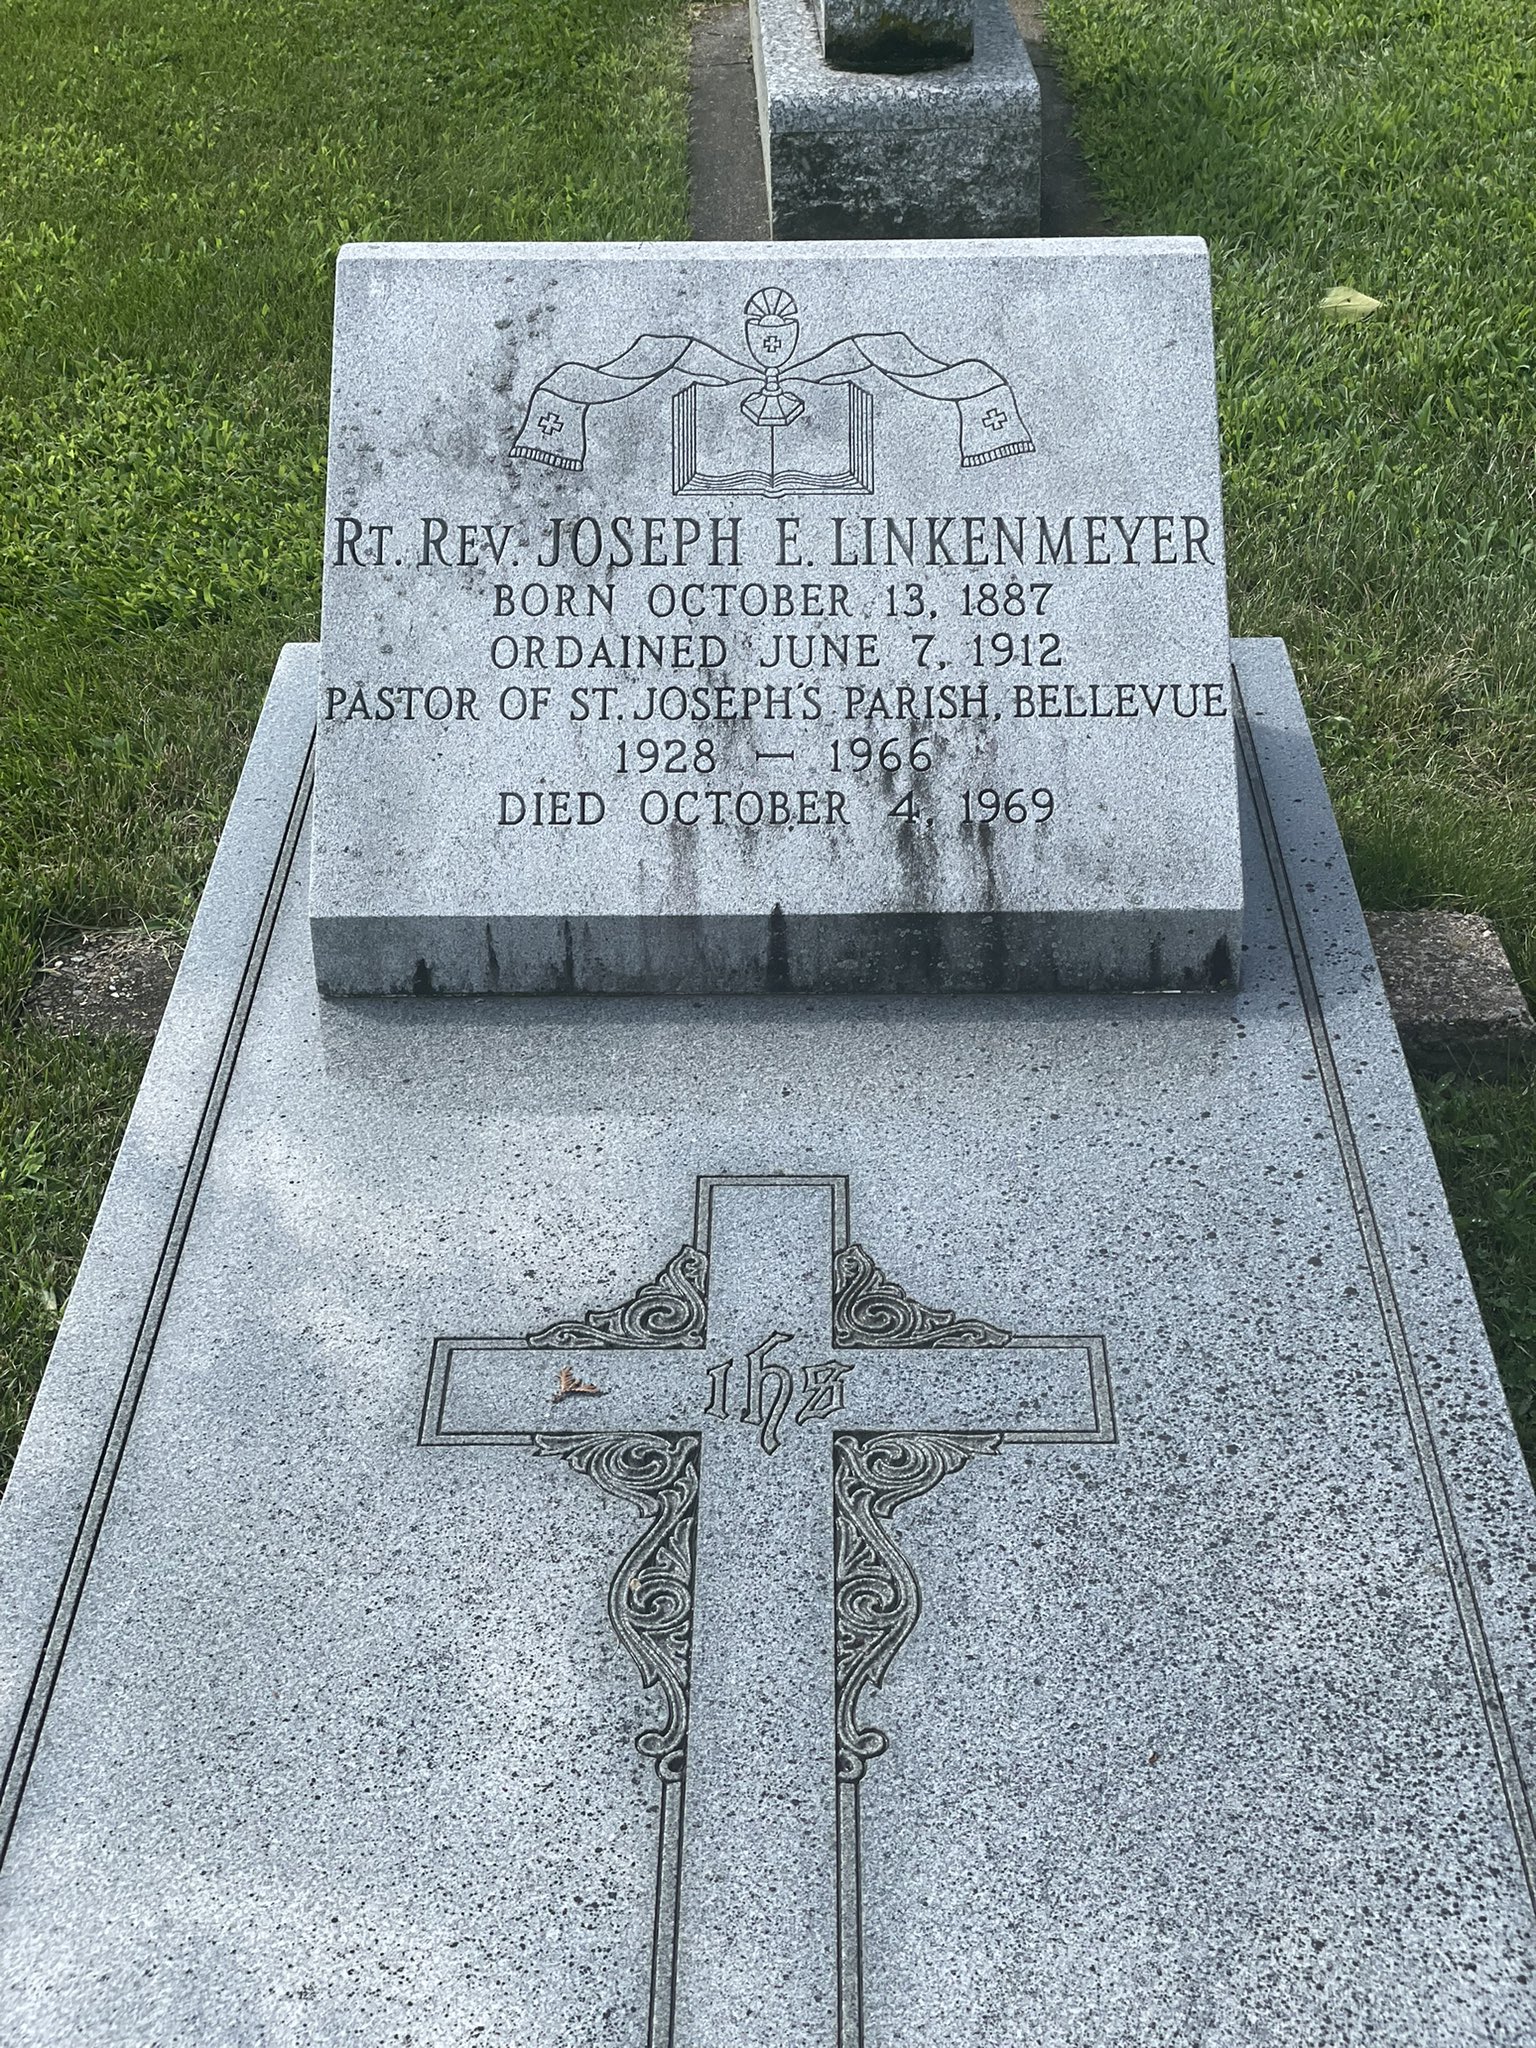 RT. REV. JOSEPH E. LINKENMEYER
BORN OCTOBER 13, 1887
ORDAINED JUNE 7, 1912
PASTOR OF ST. JOSEPH'S PARISH, BELLEVUE
1928 — 1966
DIED OCTOBER 4, 1969
ihs